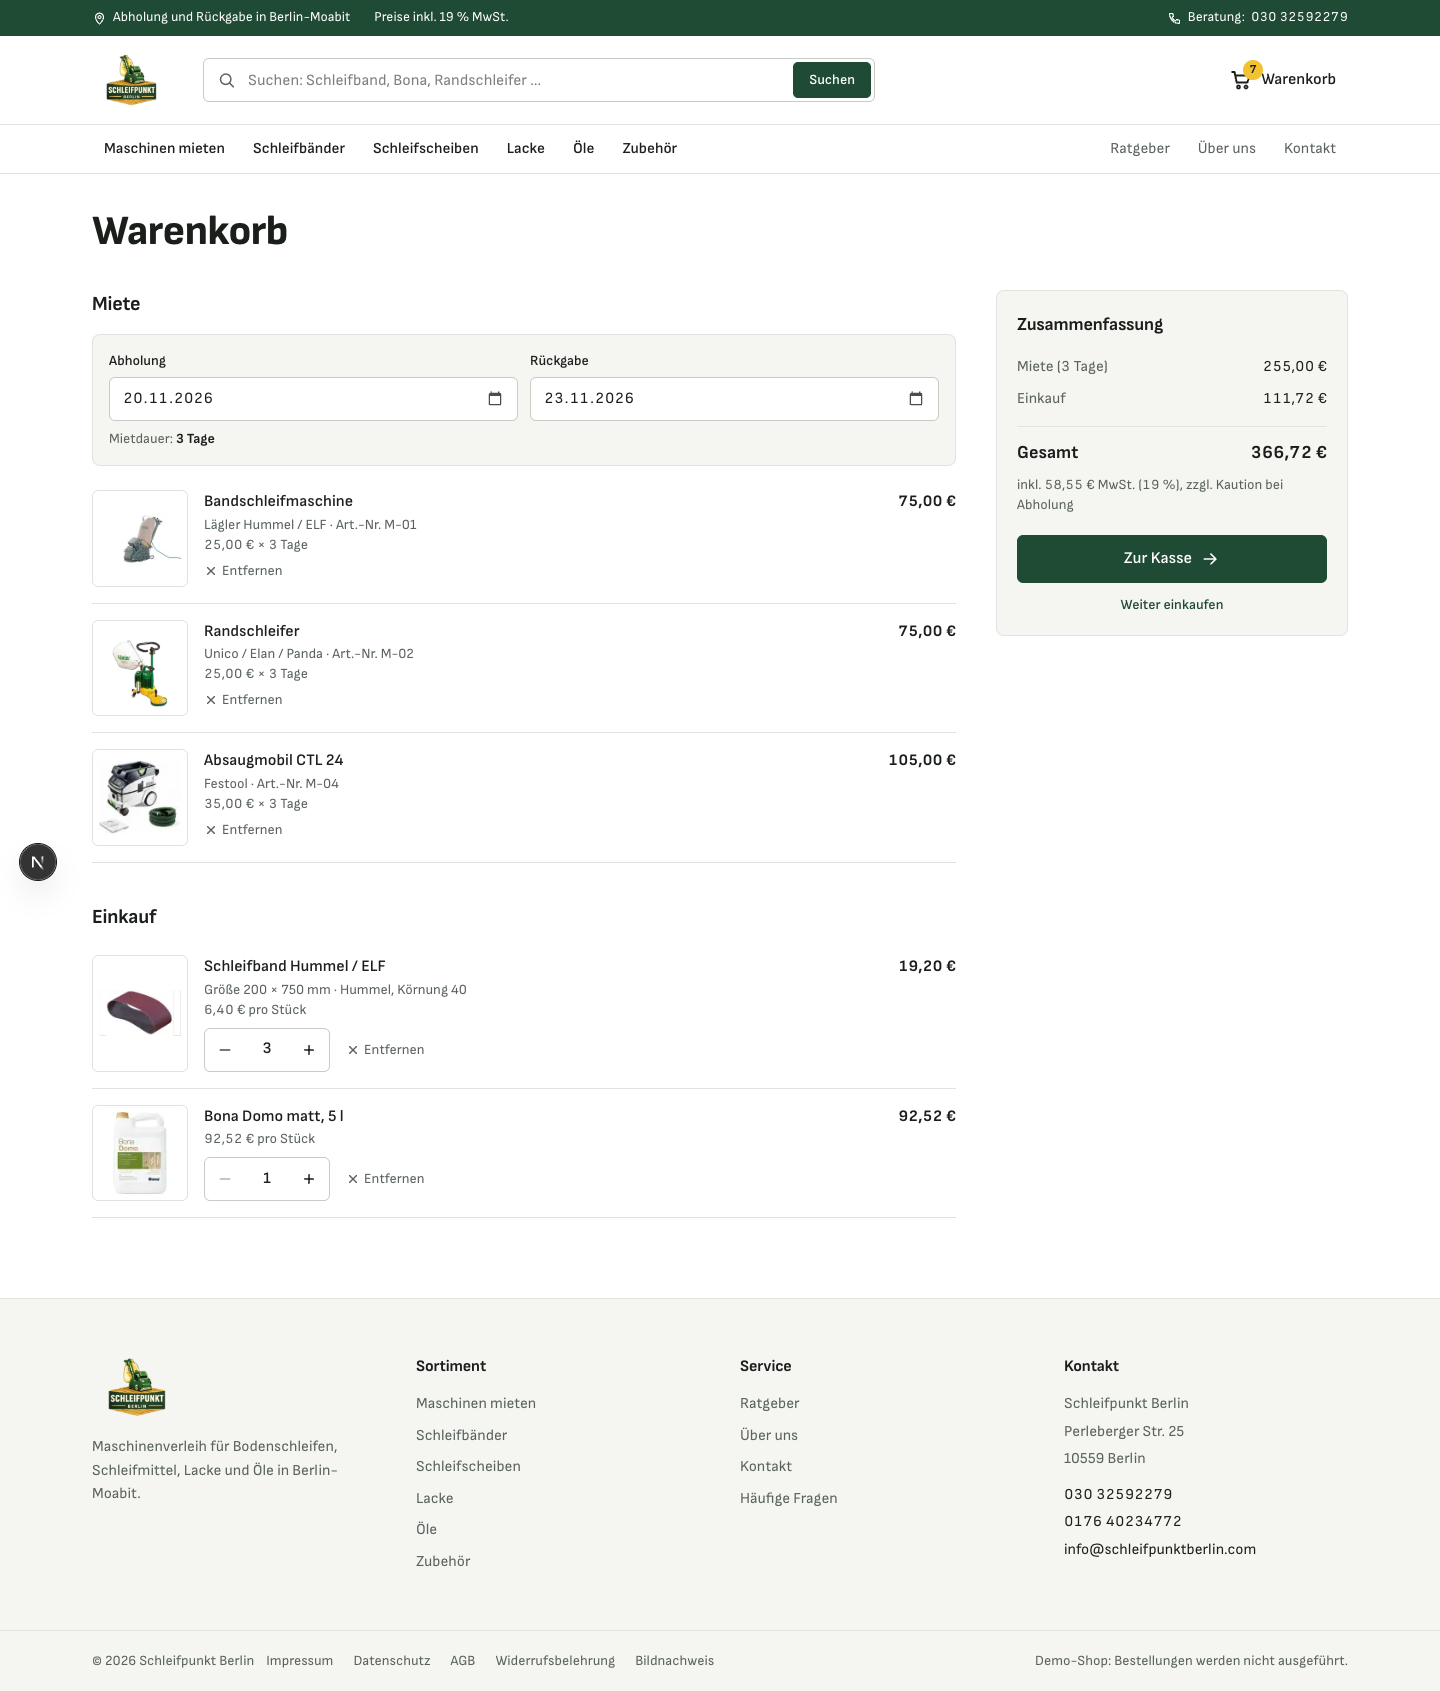 Abholung und Rückgabe in Berlin-Moabit Preise inkl. 19 % MwSt. Beratung: 030 32592279
SCHLEIFPUNKT
BERLIN
Suchen: Schleifband, Bona, Randschleifer ... Suchen
7 Warenkorb
Maschinen mieten Schleifbänder Schleifscheiben Lacke Öle Zubehör Ratgeber Über uns Kontakt
Warenkorb
Miete
Abholung Rückgabe
20.11.2026 23.11.2026
Mietdauer: 3 Tage
Bandschleifmaschine 75,00 €
Lägler Hummel / ELF · Art.-Nr. M-01
25,00 € × 3 Tage
Entfernen
Randschleifer 75,00 €
Unico / Elan / Panda · Art.-Nr. M-02
25,00 € × 3 Tage
Entfernen
Absaugmobil CTL 24 105,00 €
Festool · Art.-Nr. M-04
35,00 € × 3 Tage
Entfernen
Einkauf
Schleifband Hummel / ELF 19,20 €
Größe 200 × 750 mm · Hummel, Körnung 40
6,40 € pro Stück
− 3 + Entfernen
Bona Domo matt, 5 l 92,52 €
92,52 € pro Stück
− 1 + Entfernen
Bona
Domo
Zusammenfassung
Miete (3 Tage) 255,00 €
Einkauf 111,72 €
Gesamt 366,72 €
inkl. 58,55 € MwSt. (19 %), zzgl. Kaution bei
Abholung
Zur Kasse →
Weiter einkaufen
N
SCHLEIFPUNKT
BERLIN
Maschinenverleih für Bodenschleifen,
Schleifmittel, Lacke und Öle in Berlin-
Moabit.
Sortiment
Maschinen mieten
Schleifbänder
Schleifscheiben
Lacke
Öle
Zubehör
Service
Ratgeber
Über uns
Kontakt
Häufige Fragen
Kontakt
Schleifpunkt Berlin
Perleberger Str. 25
10559 Berlin
030 32592279
0176 40234772
info@schleifpunktberlin.com
© 2026 Schleifpunkt Berlin Impressum Datenschutz AGB Widerrufsbelehrung Bildnachweis Demo-Shop: Bestellungen werden nicht ausgeführt.